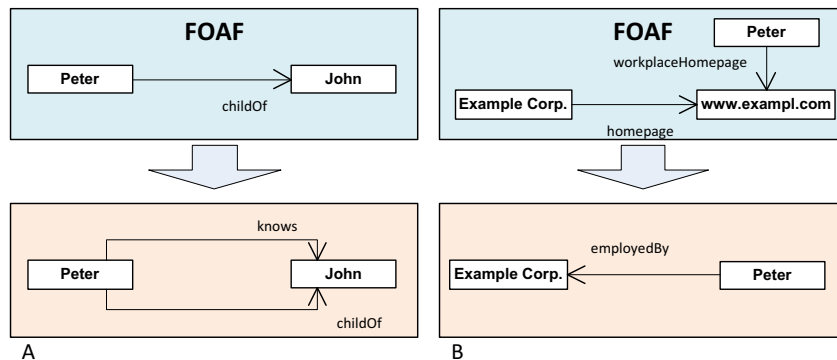 FOAF
Peter
John
childOf
knows
Peter
John
childOf
A
FOAF
Peter
workplaceHomepage
Example Corp.
www.exampl.com
homepage
employedBy
Example Corp.
Peter
B